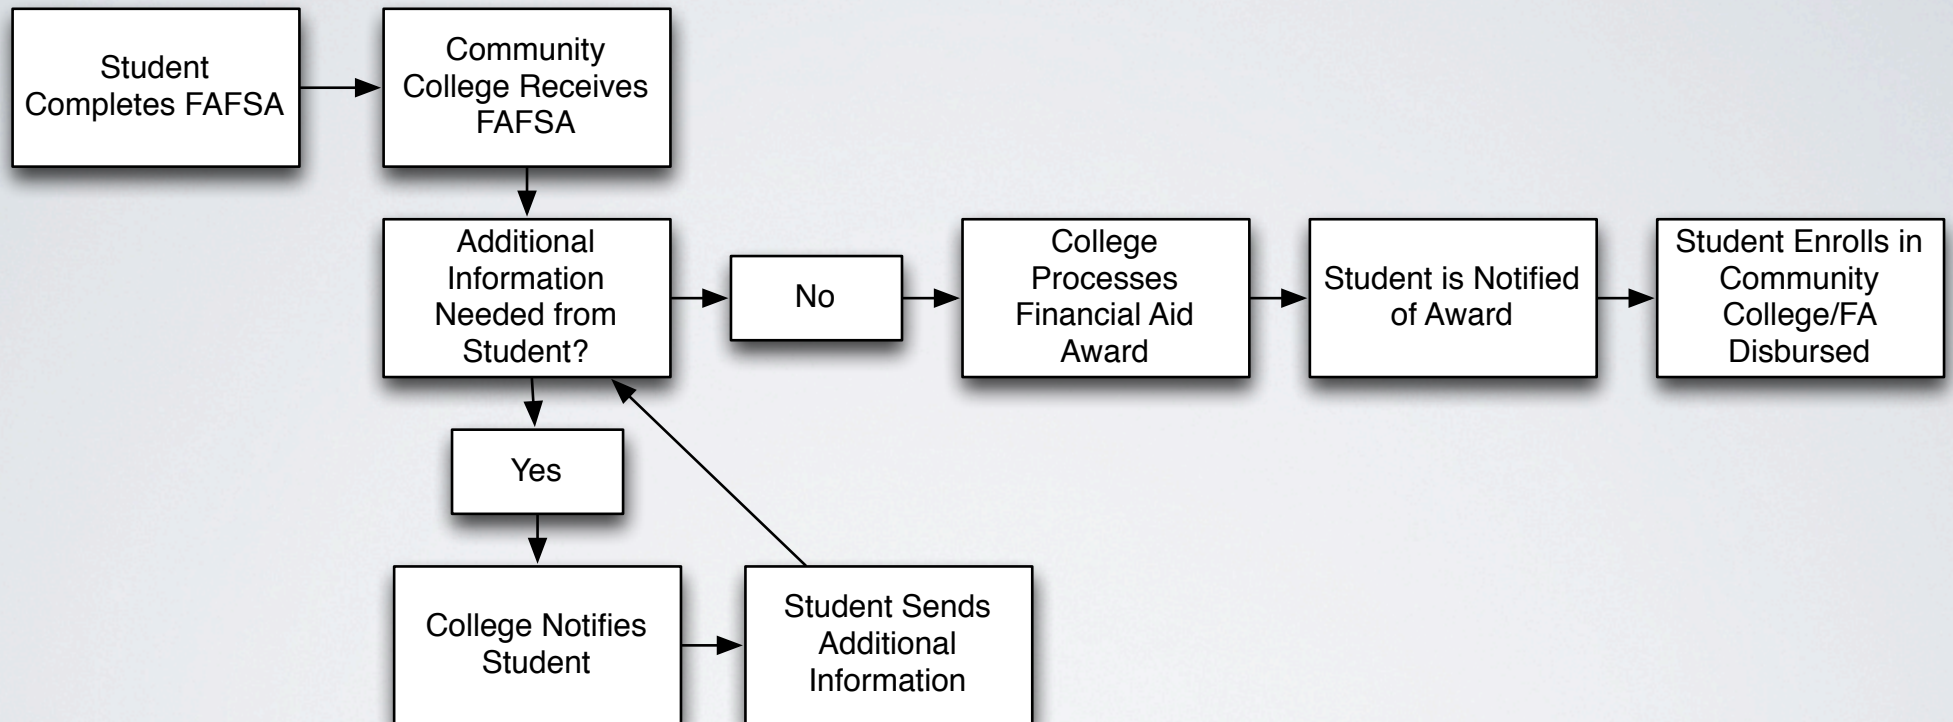 Student
Completes FAFSA
Community
College Receives
FAFSA
Additional
Information
Needed from
Student?
No
College
Processes
Financial Aid
Award
Student is Notified
of Award
Student Enrolls in
Community
College/FA
Disbursed
Yes
College Notifies
Student
Student Sends
Additional
Information